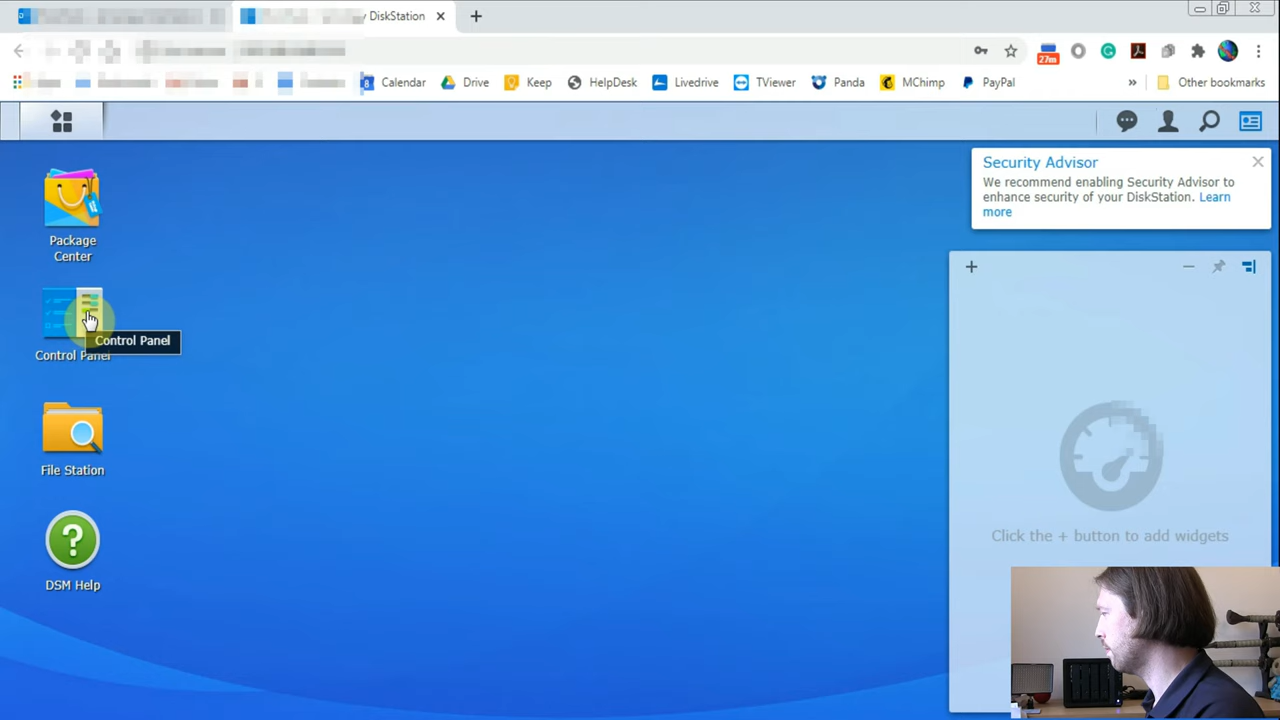 DiskStation
27m
Calendar
Drive
Keep
HelpDesk
Livedrive
TViewer
Panda
MChimp
PayPal
»
Other bookmarks
Security Advisor
We recommend enabling Security Advisor to
enhance security of your DiskStation. Learn
more
Package
Center
Control Panel
Control Panel
File Station
DSM Help
Click the + button to add widgets